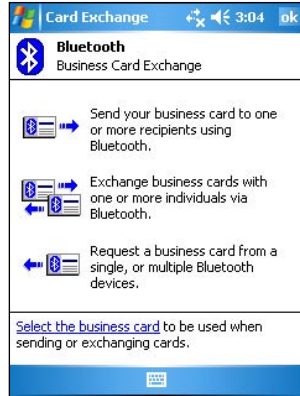 Card Exchange 3:04 ok
Bluetooth
Business Card Exchange
Send your business card to one
or more recipients using
Bluetooth.
Exchange business cards with
one or more individuals via
Bluetooth.
Request a business card from a
single, or multiple Bluetooth
devices.
Select the business card to be used when
sending or exchanging cards.